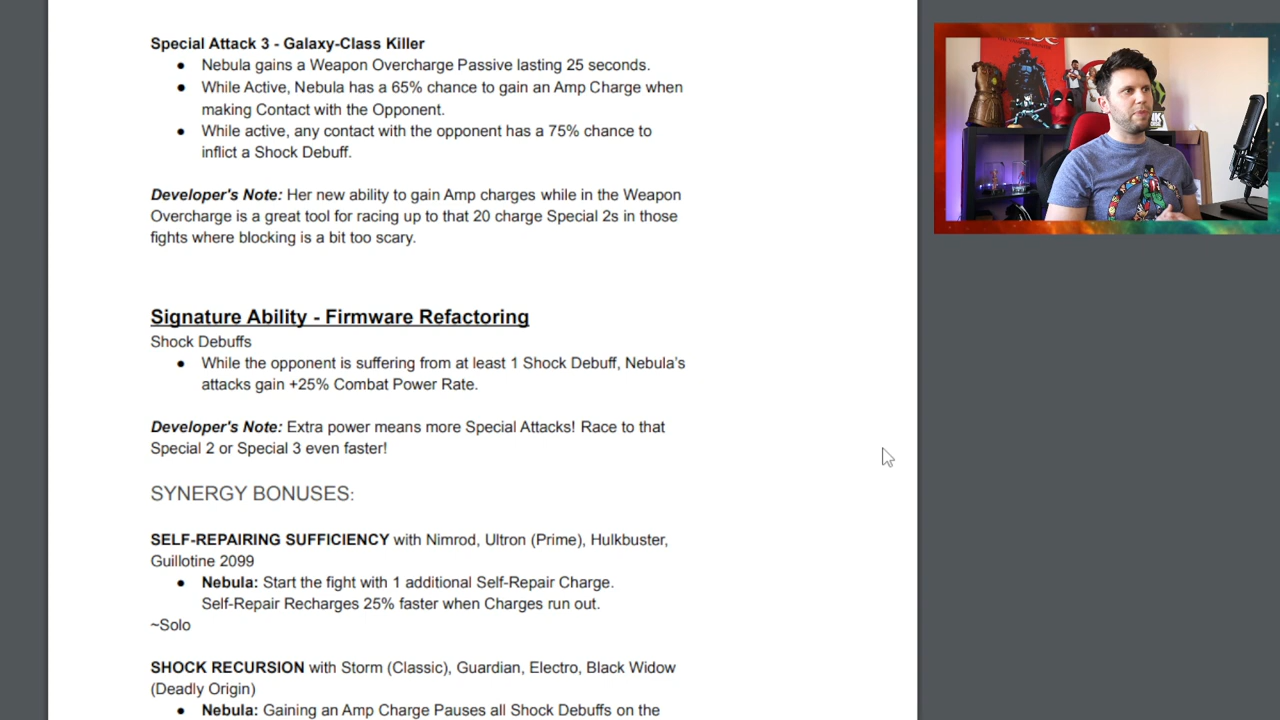 Special Attack 3 - Galaxy-Class Killer
● Nebula gains a Weapon Overcharge Passive lasting 25 seconds.
● While Active, Nebula has a 65% chance to gain an Amp Charge when
making Contact with the Opponent.
● While active, any contact with the opponent has a 75% chance to
inflict a Shock Debuff.
Developer's Note: Her new ability to gain Amp charges while in the Weapon
Overcharge is a great tool for racing up to that 20 charge Special 2s in those
fights where blocking is a bit too scary.
Signature Ability - Firmware Refactoring
Shock Debuffs
● While the opponent is suffering from at least 1 Shock Debuff, Nebula's
attacks gain +25% Combat Power Rate.
Developer's Note: Extra power means more Special Attacks! Race to that
Special 2 or Special 3 even faster!
SYNERGY BONUSES:
SELF-REPAIRING SUFFICIENCY with Nimrod, Ultron (Prime), Hulkbuster,
Guillotine 2099
● Nebula: Start the fight with 1 additional Self-Repair Charge.
Self-Repair Recharges 25% faster when Charges run out.
~Solo
SHOCK RECURSION with Storm (Classic), Guardian, Electro, Black Widow
(Deadly Origin)
● Nebula: Gaining an Amp Charge Pauses all Shock Debuffs on the